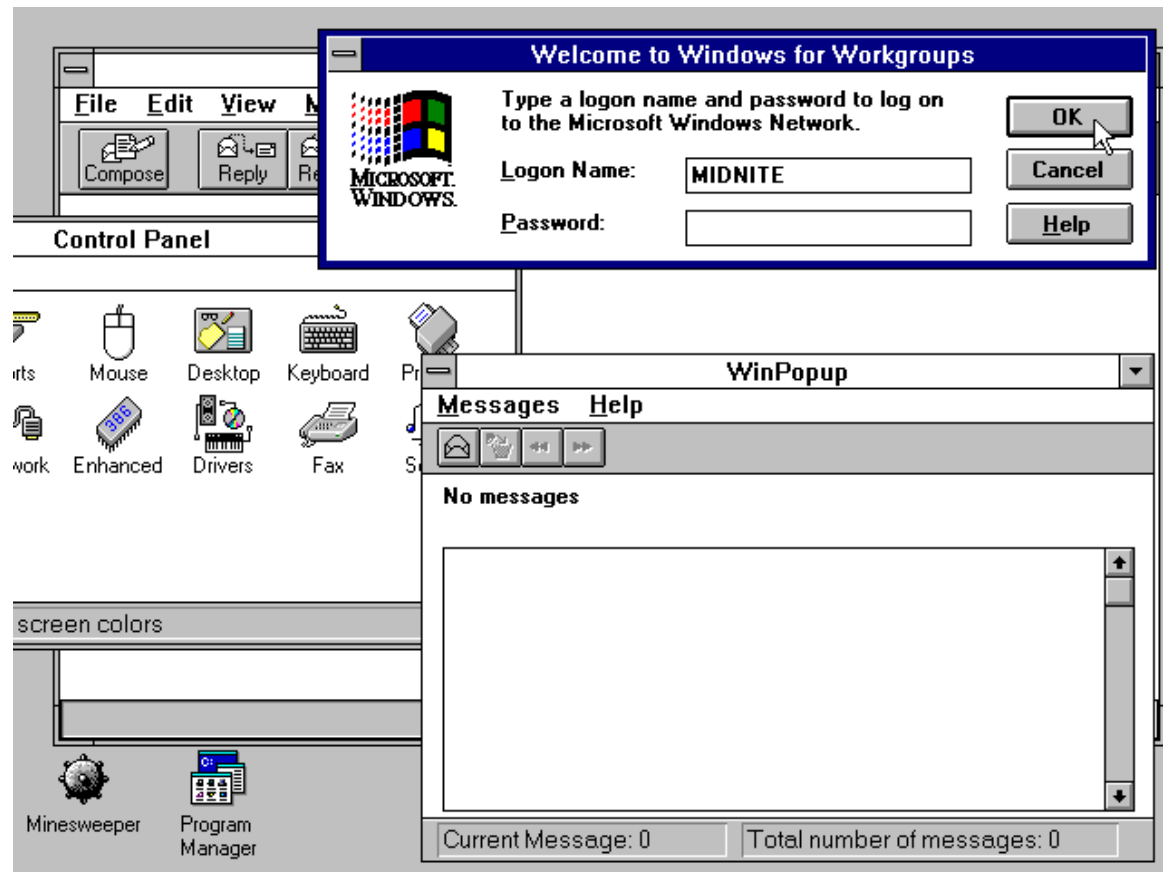 Welcome to Windows for Workgroups
Type a logon name and password to log on
to the Microsoft Windows Network.
Logon Name:
MIDNITE
Password:
OK
Cancel
Help
MICROSOFT.
WINDOWS.
File Edit View
Compose
Reply
Control Panel
Mouse
Desktop
Keyboard
386
Enhanced
Drivers
Fax
screen colors
WinPopup
Messages Help
No messages
Current Message: 0
Total number of messages: 0
Minesweeper
C:
Program
Manager